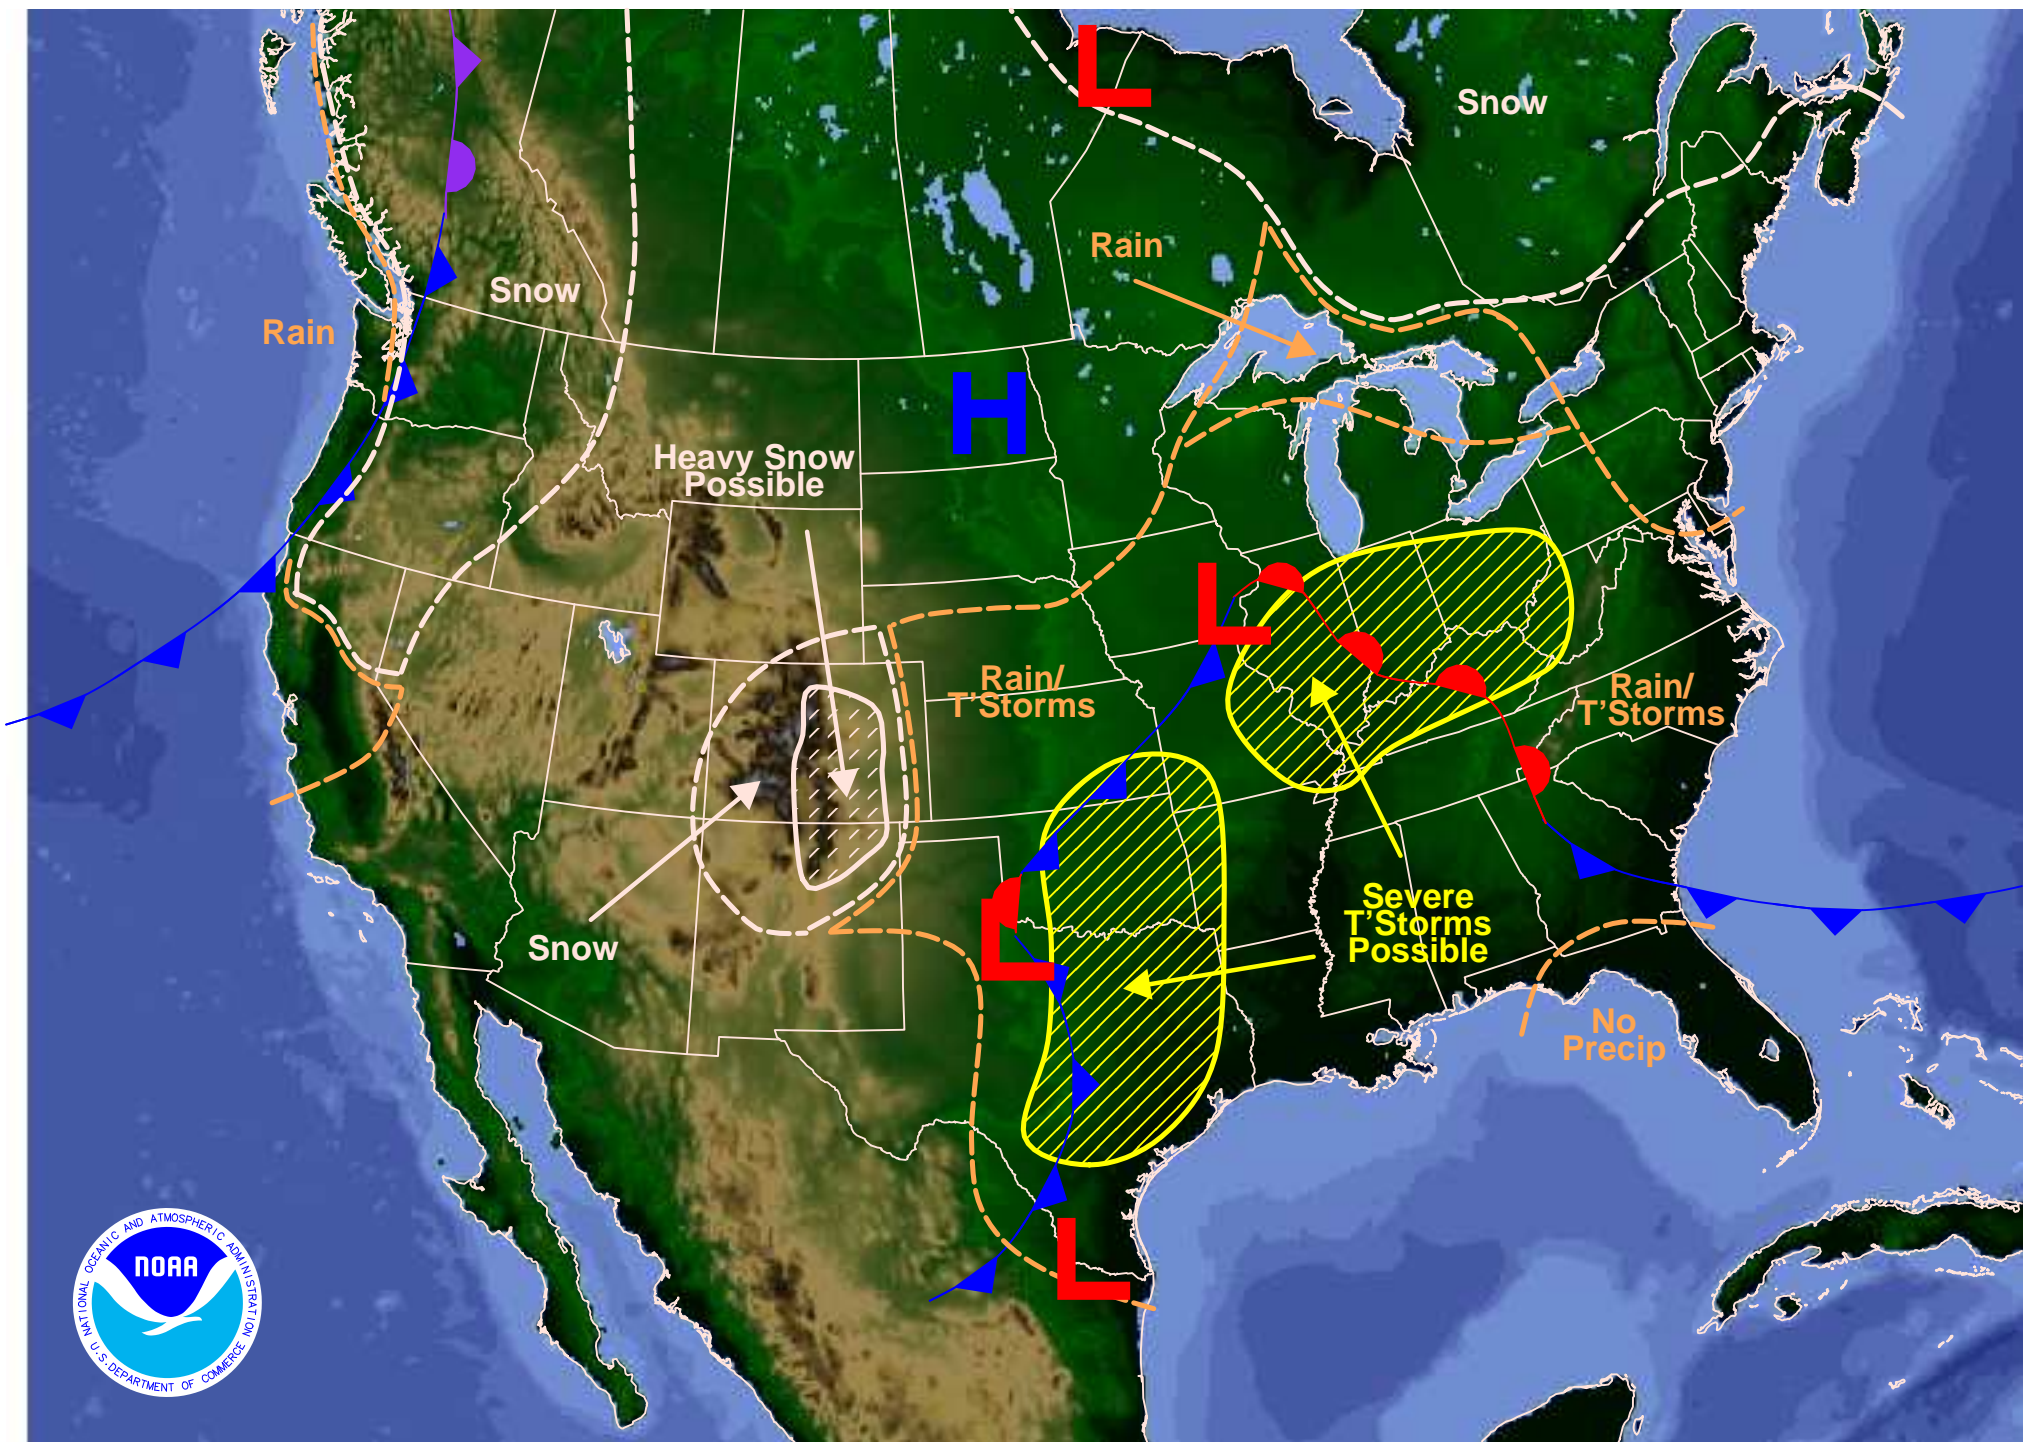 L
Snow
Rain
Snow
Rain
H
Heavy Snow
Possible
L
Rain/
T'Storms
Rain/
T'Storms
Severe
T'Storms
Possible
L
Snow
No
Precip
L
NATIONAL OCEANIC AND ATMOSPHERIC ADMINISTRATION
NOAA
U.S. DEPARTMENT OF COMMERCE